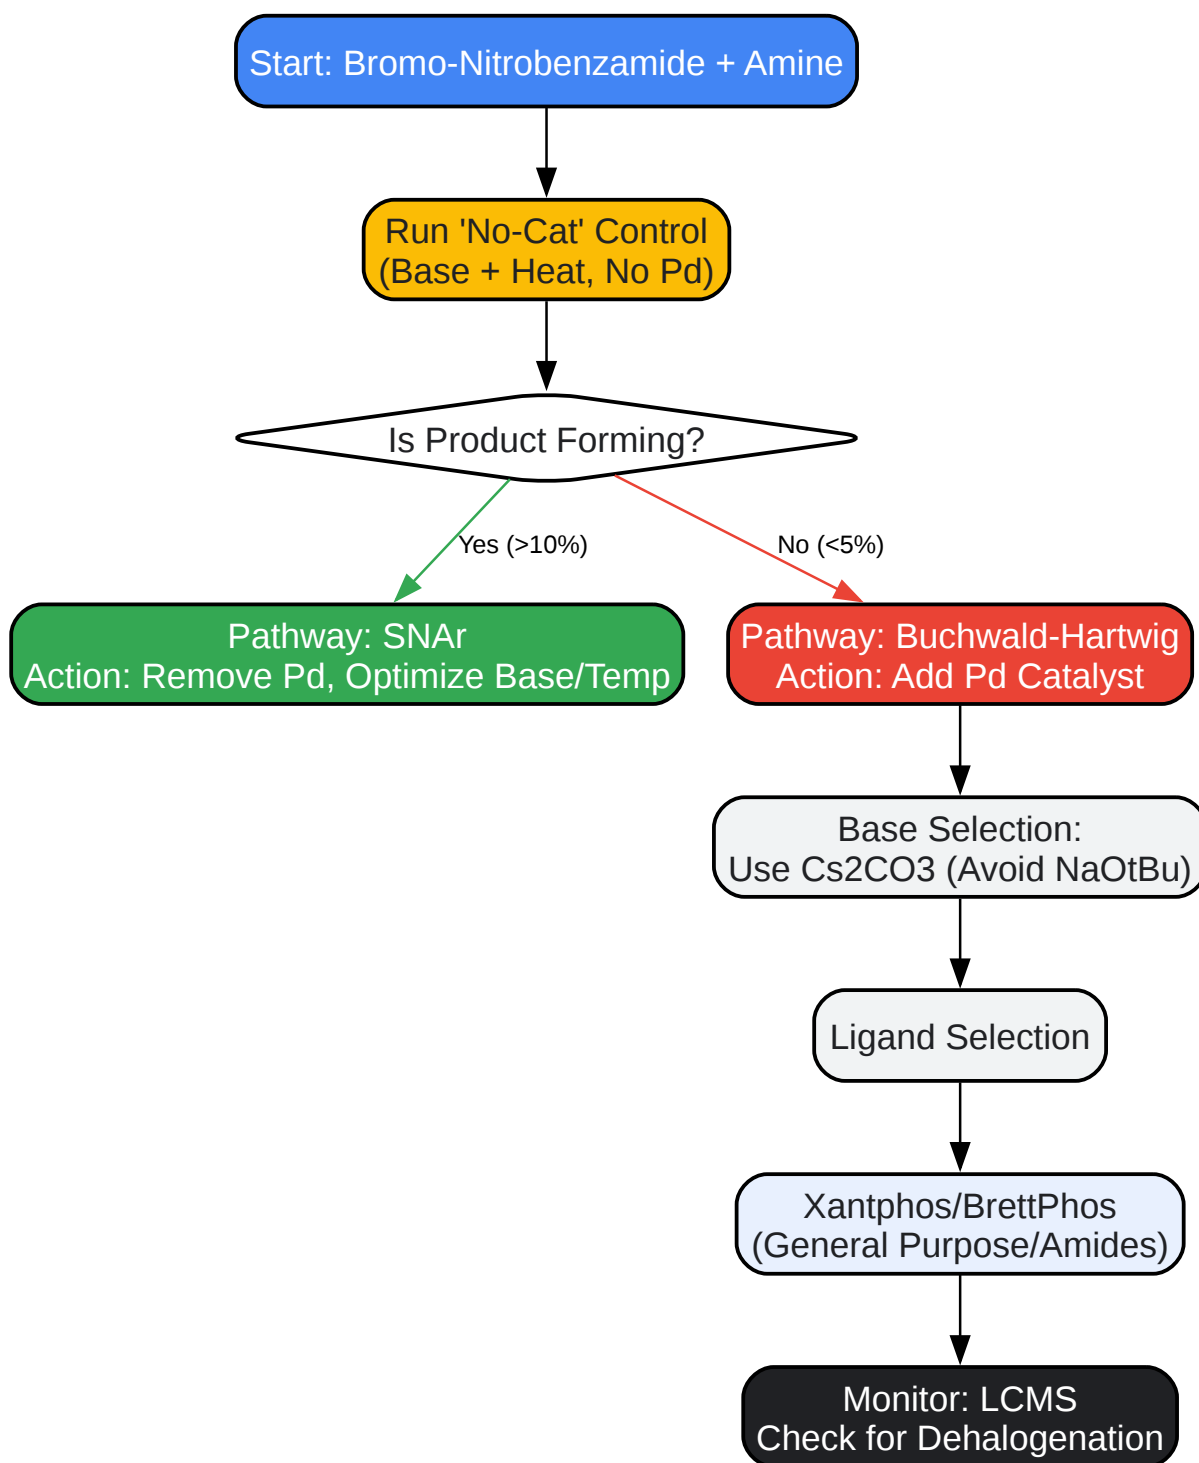 Start: Bromo-Nitrobenzamide + Amine
Run 'No-Cat' Control
(Base + Heat, No Pd)
Is Product Forming?
Yes (>10%)
No (<5%)
Pathway: SNAr
Action: Remove Pd, Optimize Base/Temp
Pathway: Buchwald-Hartwig
Action: Add Pd Catalyst
Base Selection:
Use Cs2CO3 (Avoid NaOtBu)
Ligand Selection
Xantphos/BrettPhos
(General Purpose/Amides)
Monitor: LCMS
Check for Dehalogenation